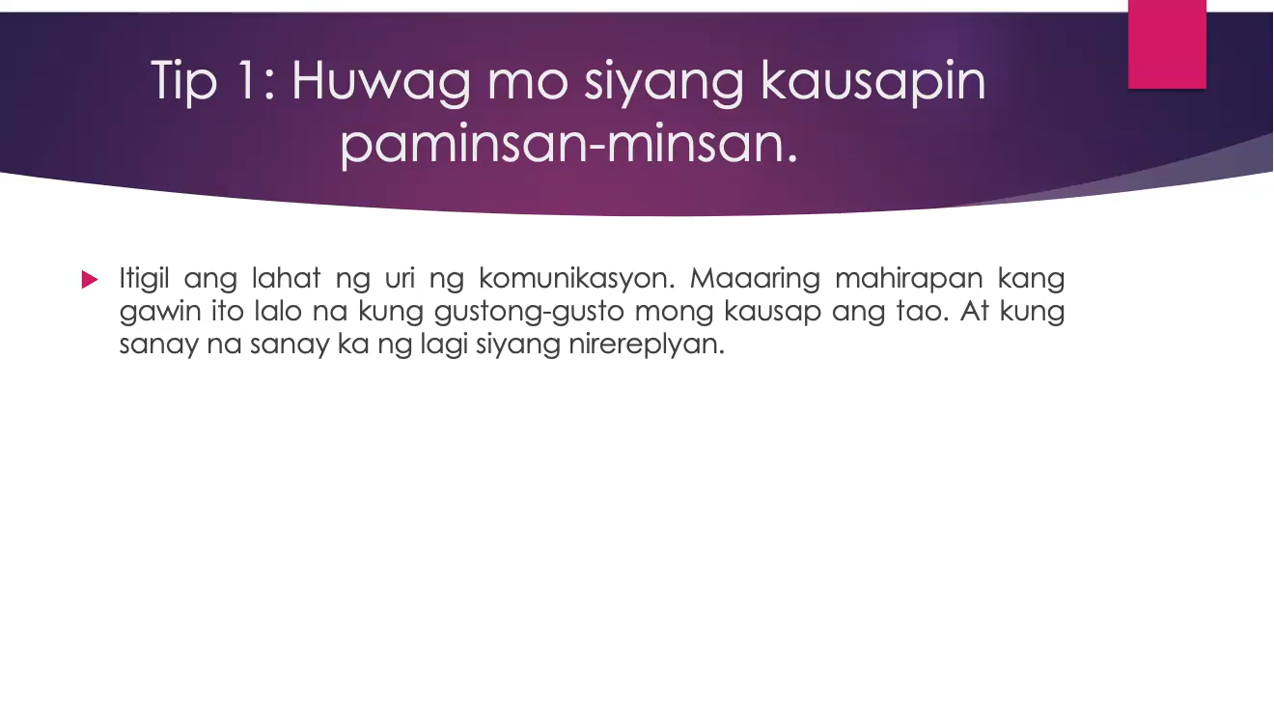 Tip 1: Huwag mo siyang kausapin
paminsan-minsan.
Itigil ang lahat ng uri ng komunikasyon. Maaaring mahirapan kang
gawin ito lalo na kung gustong-gusto mong kausap ang tao. At kung
sanay na sanay ka ng lagi siyang nirereplyan.